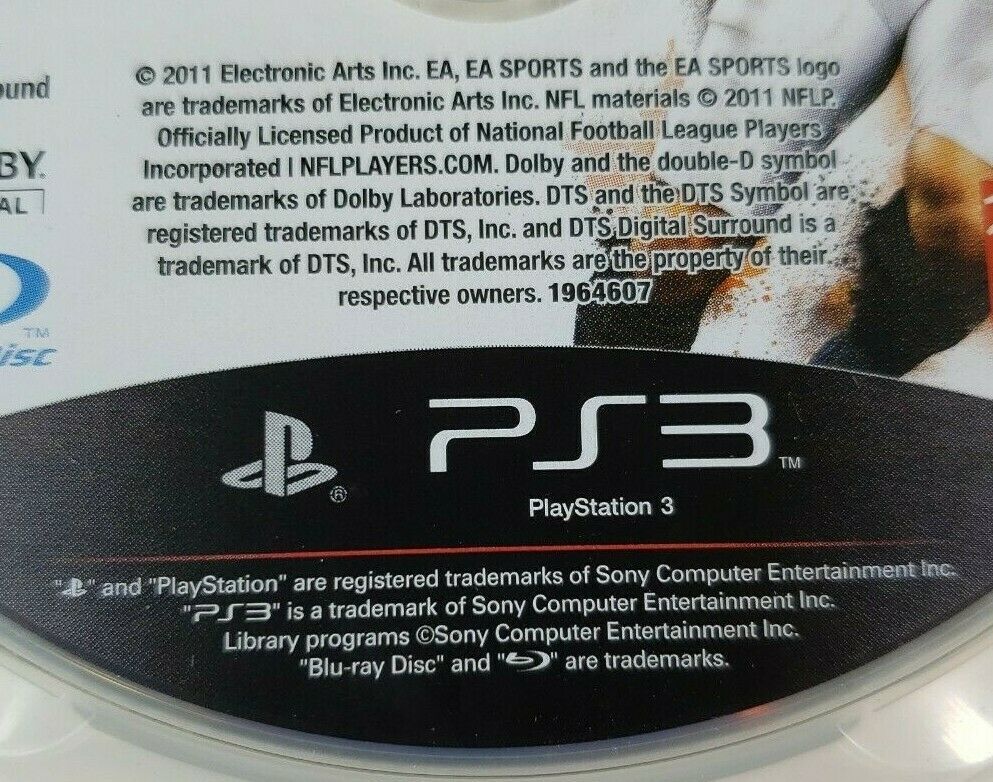 © 2011 Electronic Arts Inc. EA, EA SPORTS and the EA SPORTS logo
are trademarks of Electronic Arts Inc. NFL materials © 2011 NFLP.
Officially Licensed Product of National Football League Players
Incorporated | NFLPLAYERS.COM. Dolby and the double-D symbol
are trademarks of Dolby Laboratories. DTS and the DTS Symbol are
registered trademarks of DTS, Inc. and DTS Digital Surround is a
trademark of DTS, Inc. All trademarks are the property of their
respective owners. 1964607
ound
BY.
AL
TM
Disc
PS3 TM
®
PlayStation 3
"" and "PlayStation" are registered trademarks of Sony Computer Entertainment Inc.
"PS3" is a trademark of Sony Computer Entertainment Inc.
Library programs ©Sony Computer Entertainment Inc.
"Blu-ray Disc" and "" are trademarks.